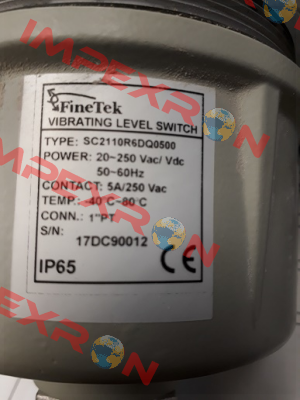 FineTek
VIBRATING LEVEL SWITCH
TYPE: SC2110R6DQ0500
POWER: 20~250 Vac/ Vdc
50~60Hz
CONTACT: 5A/250 Vac
TEMP.: -40°C~80°C
CONN.: 1"PT
S/N:
17DC90012
IP65 CE
IMPEXRON
IMPEXRON
IMPEXRON